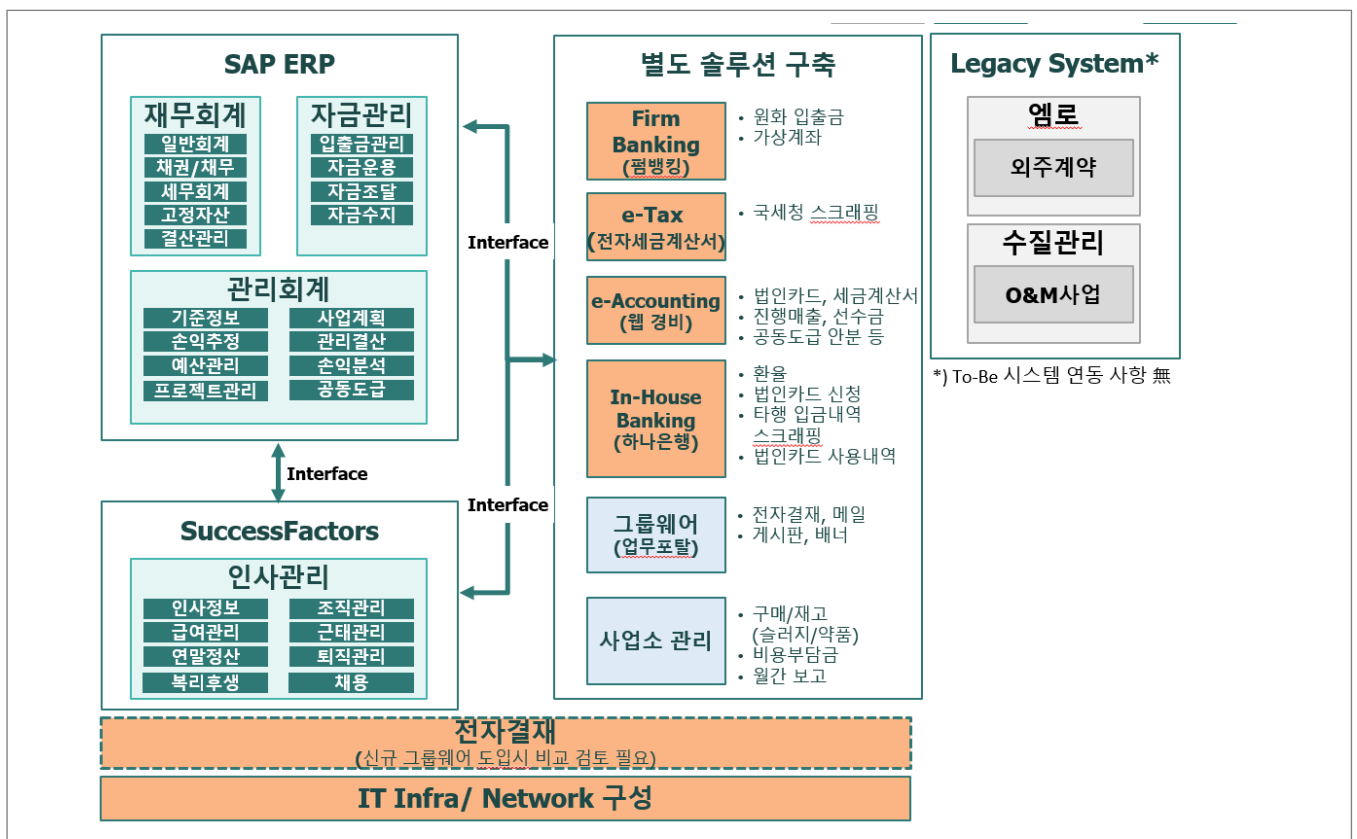 SAP ERP
재무회계
일반회계
채권/채무
세무회계
고정자산
결산관리
자금관리
입출금관리
자금운용
자금조달
자금수지
관리회계
기준정보
손익추정
예산관리
프로젝트관리
사업계획
관리결산
손익분석
공동도급
Interface
SuccessFactors
인사관리
인사정보
급여관리
연말정산
복리후생
조직관리
근태관리
퇴직관리
채용
Interface
Interface
별도 솔루션 구축
Firm
Banking
(펌뱅킹)
• 원화 입출금
• 가상계좌
e-Tax
(전자세금계산서)
• 국세청 스크래핑
e-Accounting
(웹 경비)
• 법인카드, 세금계산서
• 진행매출, 선수금
• 공동도급 안분 등
In-House
Banking
(하나은행)
• 환율
• 법인카드 신청
• 타행 입금내역
스크래핑
• 법인카드 사용내역
그룹웨어
(업무포탈)
• 전자결재, 메일
• 게시판, 배너
사업소 관리
• 구매/재고
(슬러지/약품)
• 비용부담금
• 월간 보고
Legacy System*
엠로
외주계약
수질관리
O&M사업
*) To-Be 시스템 연동 사항 無
전자결재
(신규 그룹웨어 도입시 비교 검토 필요)
IT Infra/ Network 구성